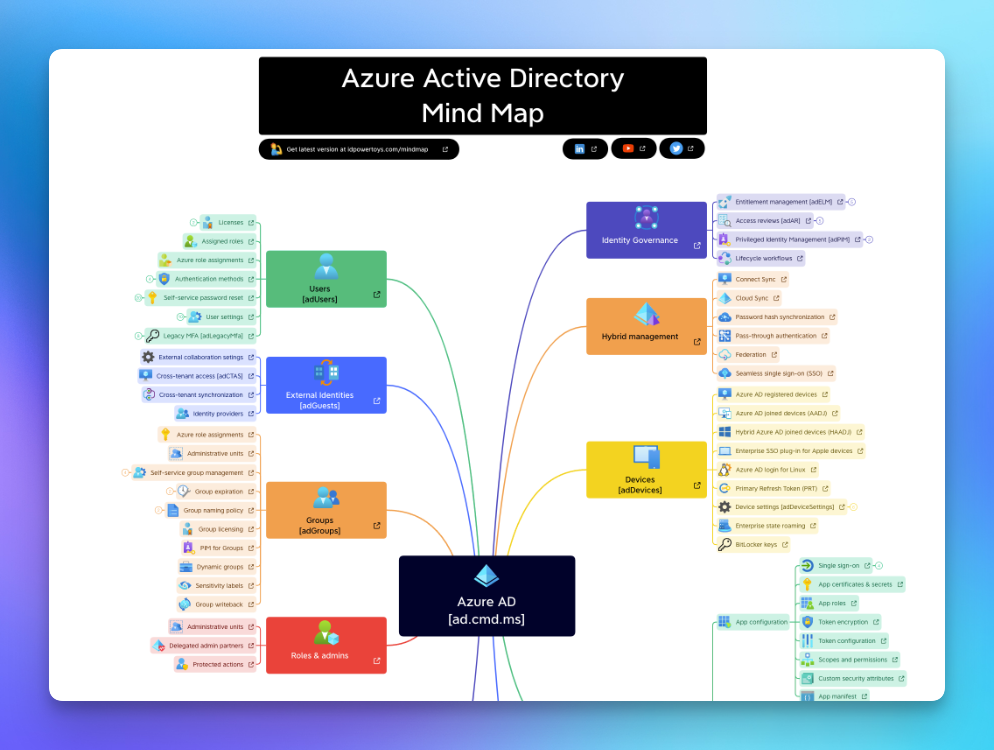 Azure Active Directory
Mind Map
Get latest version at idpowertoys.com/mindmap
Licenses
Assigned roles
Azure role assignments
Authentication methods
Self-service password reset
User settings
Legacy MFA [adLegacyMfa]
Users
[adUsers]
External collaboration setings
Cross-tenant access [adCTAS]
Cross-tenant synchronization
Identity providers
External Identities
[adGuests]
Azure role assignments
Administrative units
Self-service group management
Group expiration
Group naming policy
Group licensing
PIM for Groups
Dynamic groups
Sensitivity labels
Group writeback
Groups
[adGroups]
Administrative units
Delegated admin partners
Protected actions
Roles & admins
Azure AD
[ad.cmd.ms]
Identity Governance
Entitlement management [adELM]
Access reviews [adAR]
Privileged Identity Management [adPIM]
Lifecycle workflows
Hybrid management
Connect Sync
Cloud Sync
Password hash synchronization
Pass-through authentication
Federation
Seamless single sign-on (SSO)
Devices
[adDevices]
Azure AD registered devices
Azure AD joined devices (AADJ)
Hybrid Azure AD joined devices (HAADJ)
Enterprise SSO plug-in for Apple devices
Azure AD login for Linux
Primary Refresh Token (PRT)
Device settings [adDeviceSettings]
Enterprise state roaming
BitLocker keys
App configuration
Single sign-on
App certificates & secrets
App roles
Token encryption
Token configuration
Scopes and permissions
Custom security attributes
App manifest